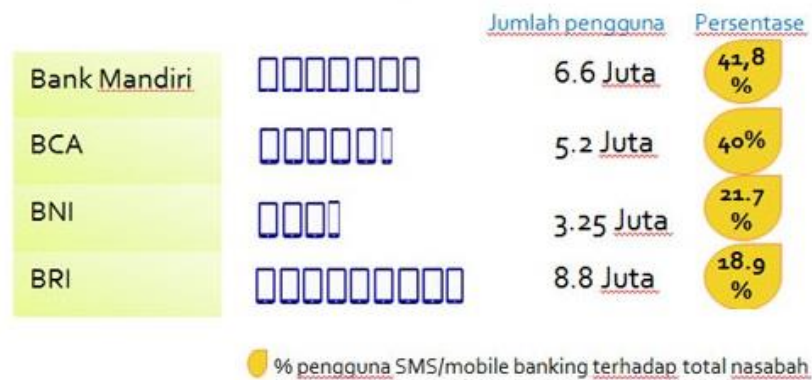 Jumlah pengguna Persentase
Bank Mandiri 6.6 Juta 41,8 %
BCA 5.2 Juta 40%
BNI 3.25 Juta 21.7 %
BRI 8.8 Juta 18.9 %
% pengguna SMS/mobile banking terhadap total nasabah